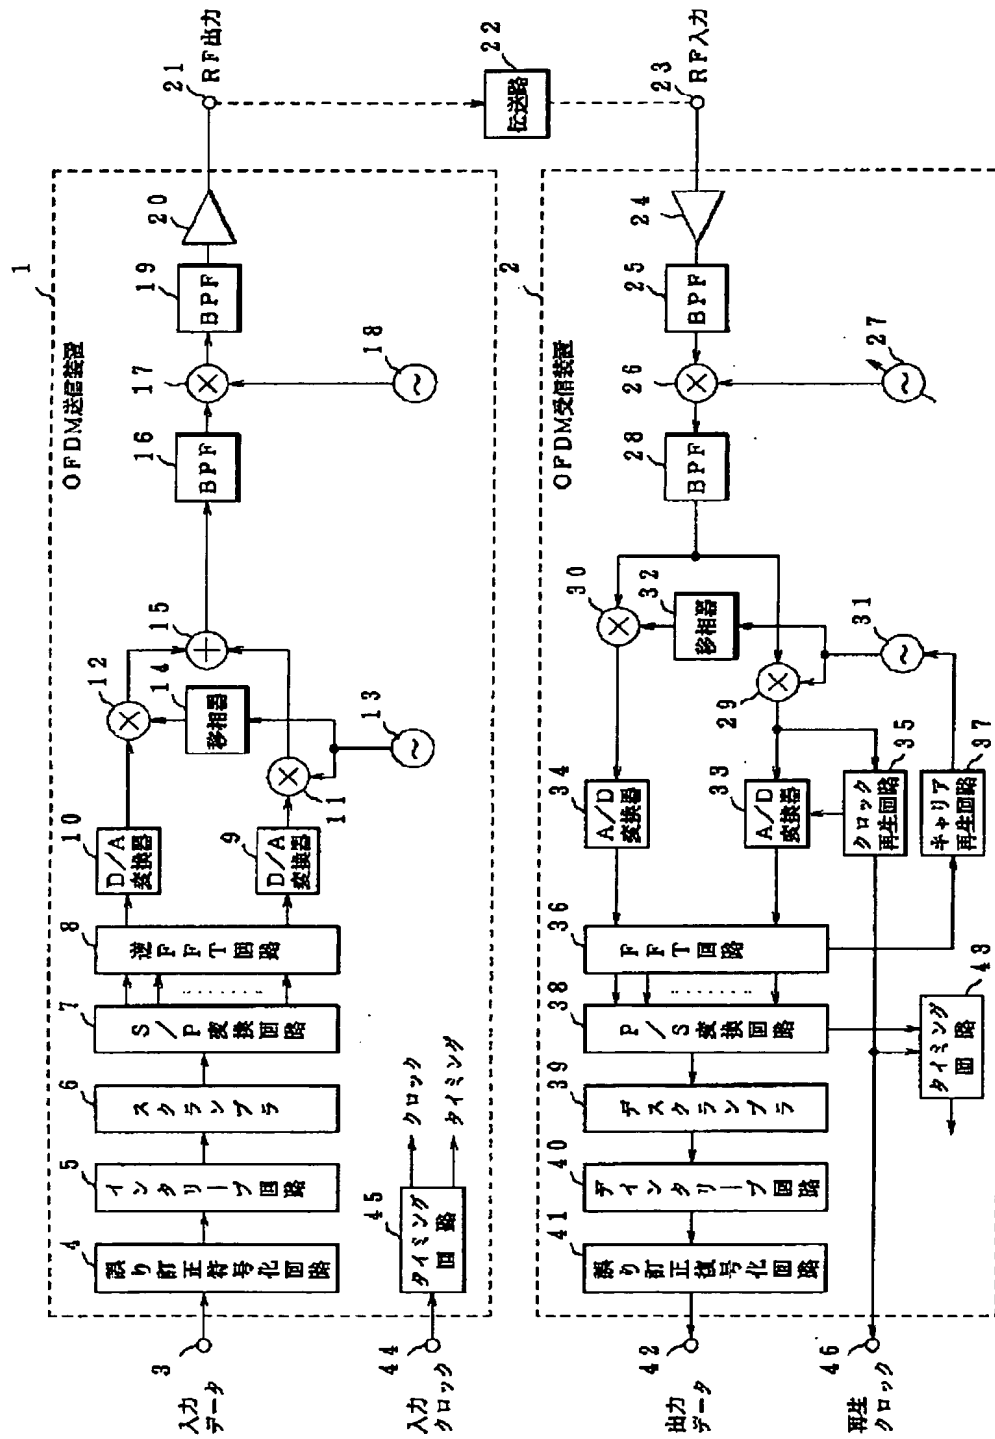 1
OFDM送信装置
3
入力
データ
4
誤り訂正符号化回路
5
インタリーブ回路
6
スクランブラ
7
S/P変換回路
8
逆FFT回路
10
D/A
変換器
9
D/A
変換器
12
11
14
移相器
13
15
16
BPF
17
18
19
BPF
20
21
RF出力
22
伝送路
44
入力
クロック
45
タイミング
回路
クロック
タイミング
2
OFDM受信装置
23
RF入力
24
25
BPF
26
27
28
BPF
30
32
移相器
29
31
34
A/D
変換器
33
A/D
変換器
35
クロック
再生回路
37
キャリア
再生回路
36
FFT回路
38
P/S変換回路
39
デスクランブラ
40
デインタリーブ回路
41
誤り訂正復号化回路
42
出力
データ
43
タイミング
回路
46
再生
クロック